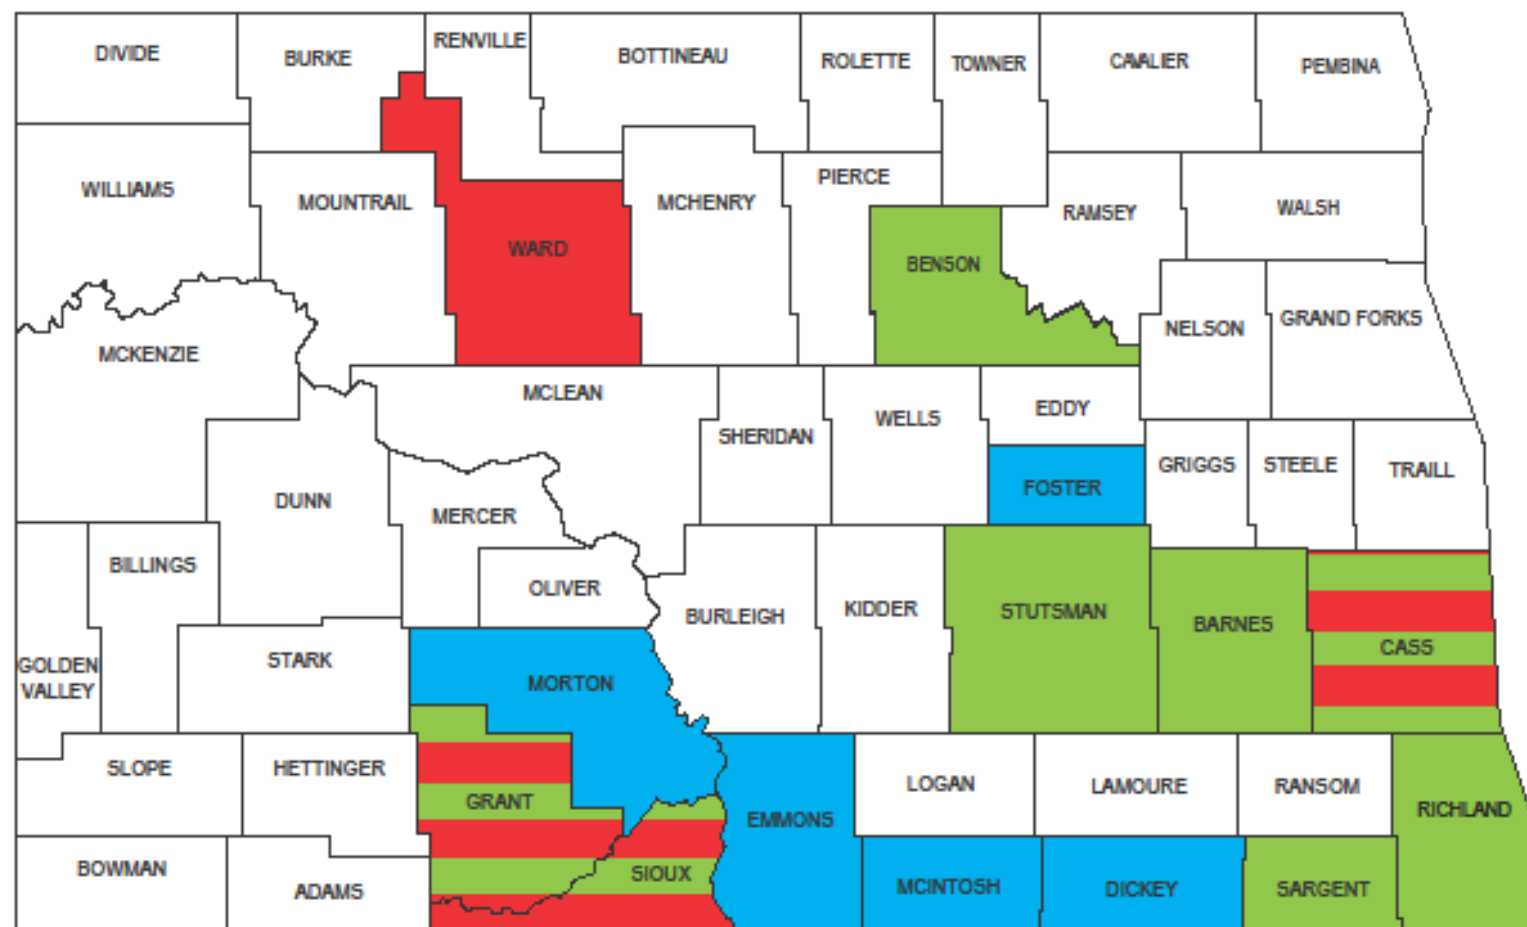 DIVIDE
BURKE
RENVILLE
BOTTINEAU
ROLETTE
TOWNER
CAVALIER
PEMBINA
WILLIAMS
MOUNTRAIL
WARD
MCHENRY
PIERCE
BENSON
RAMSEY
WALSH
MCKENZIE
NELSON
GRAND FORKS
MCLEAN
SHERIDAN
WELLS
EDDY
DUNN
MERCER
FOSTER
GRIGGS
STEELE
TRAILL
BILLINGS
OLIVER
BURLEIGH
KIDDER
STUTSMAN
BARNES
CASS
GOLDEN
VALLEY
STARK
MORTON
SLOPE
HETTINGER
GRANT
EMMONS
LOGAN
LAMOURE
RANSOM
RICHLAND
BOWMAN
ADAMS
SIOUX
MCINTOSH
DICKEY
SARGENT